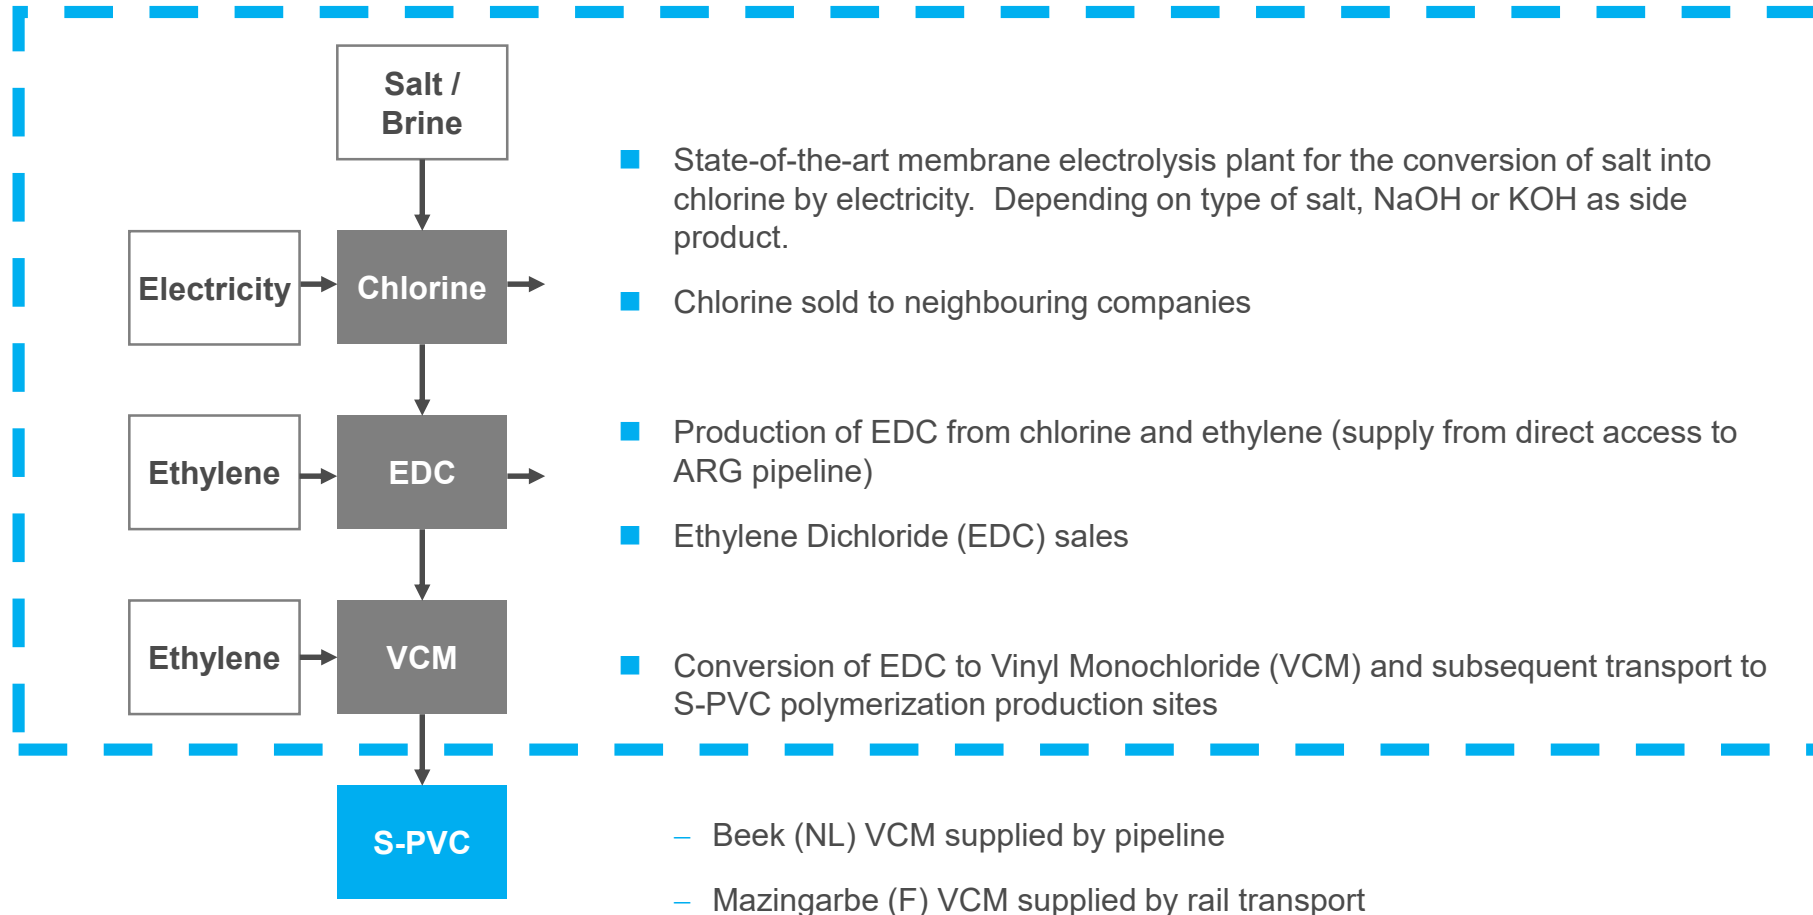 Salt /
Brine
State-of-the-art membrane electrolysis plant for the conversion of salt into
chlorine by electricity.  Depending on type of salt, NaOH or KOH as side
product.
Electricity
Chlorine
Chlorine sold to neighbouring companies
Production of EDC from chlorine and ethylene (supply from direct access to
ARG pipeline)
Ethylene
EDC
Ethylene Dichloride (EDC) sales
Ethylene
VCM
Conversion of EDC to Vinyl Monochloride (VCM) and subsequent transport to
S-PVC polymerization production sites
S-PVC
– Beek (NL) VCM supplied by pipeline
– Mazingarbe (F) VCM supplied by rail transport